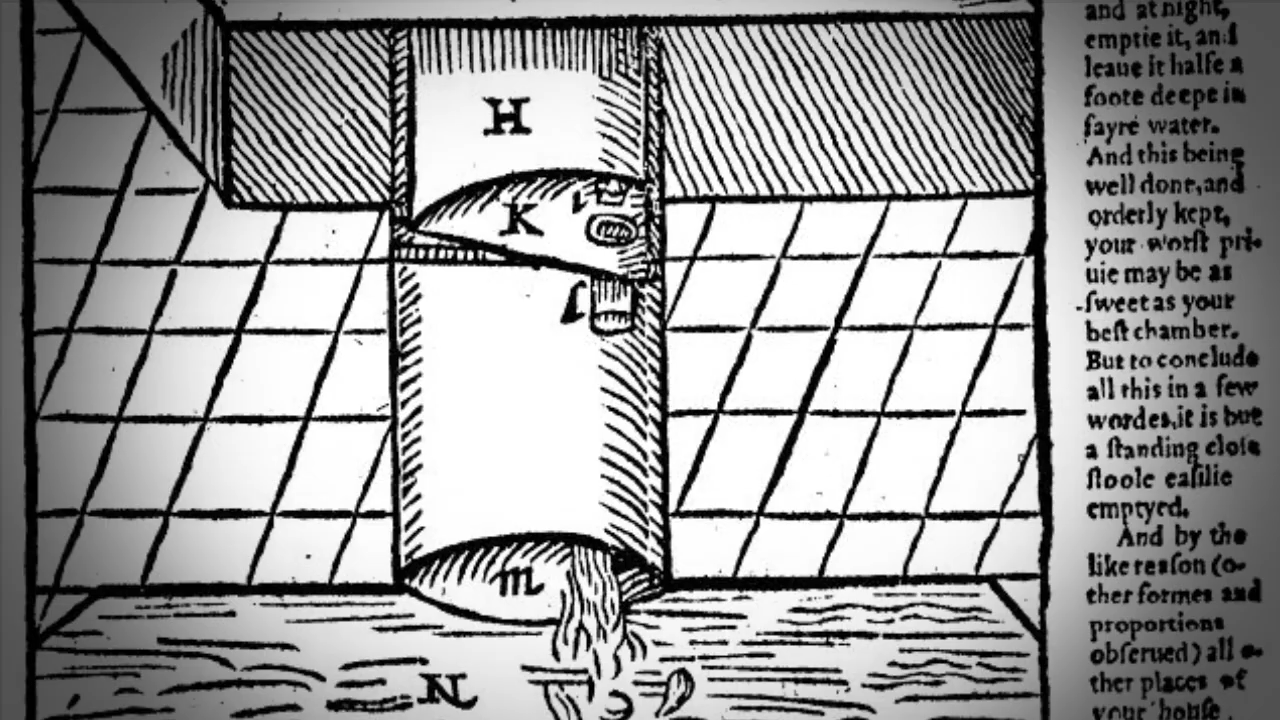 H
K
i
l
m
N
and at night,
emptie it, and
leaue it halfe a
foote deepe in
fayre water.
And this being
well done, and
orderly kept,
your worſt pri-
uie may be as
ſweet as your
beſt chamber.
But to conclude
all this in a few
wordes, it is but
a ſtanding cloſe
ſtoole eaſilie
emptyed.
And by the
like reaſon (o-
ther formes and
proportions
obſerued) all o-
ther places of
your houſe